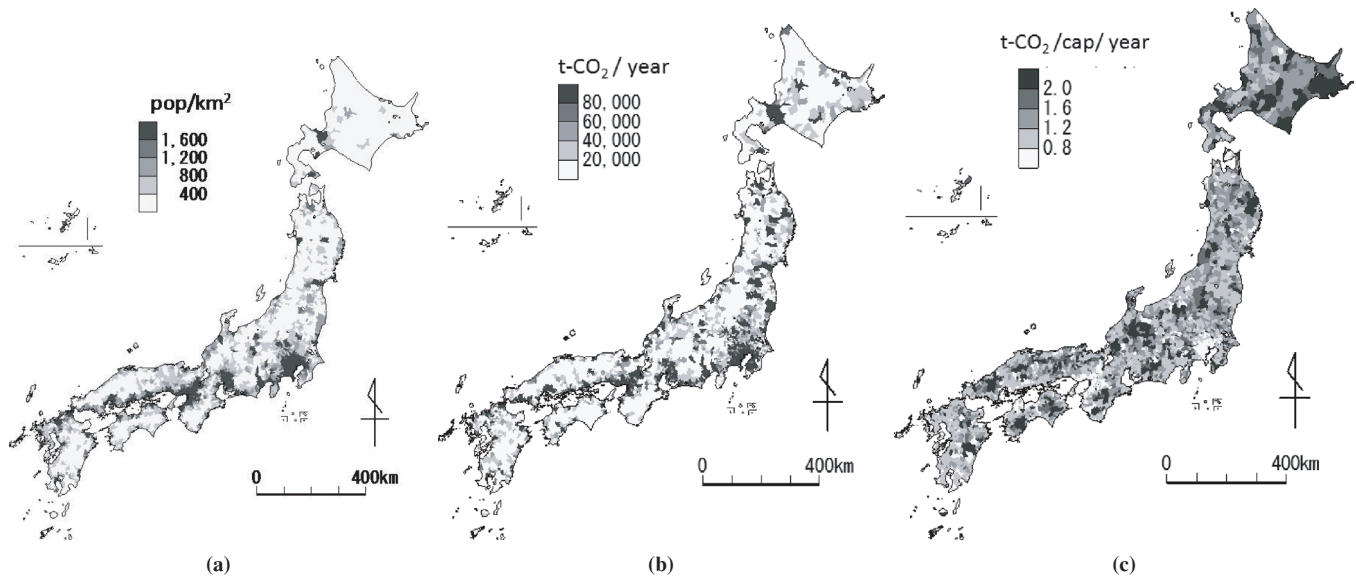 pop/km²
1,600
1,200
800
400
0 400km
(a)
t-CO₂ / year
80,000
60,000
40,000
20,000
0 400km
(b)
t-CO₂ /cap/ year
2.0
1.6
1.2
0.8
0 400km
(c)